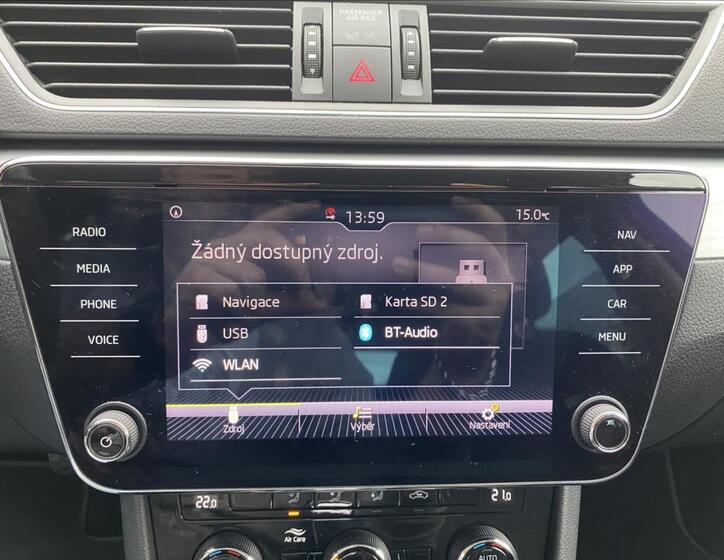 PASSENGER
AIR BAG
13:59
15.0°C
RADIO
MEDIA
PHONE
VOICE
Žádný dostupný zdroj.
Navigace
Karta SD 2
USB
BT-Audio
WLAN
Zdroj
Výběr
Nastavení
NAV
APP
CAR
MENU
22.0
21.0
Air Care
AUTO